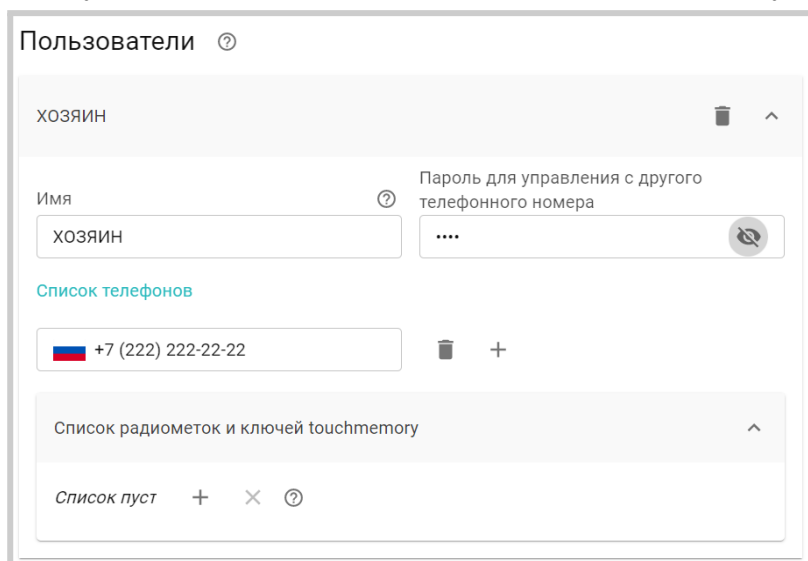 Пользователи
ХОЗЯИН
Имя
Пароль для управления с другого
телефонного номера
ХОЗЯИН
••••
Список телефонов
+7 (222) 222-22-22
Список радиометок и ключей touchmemory
Список пуст